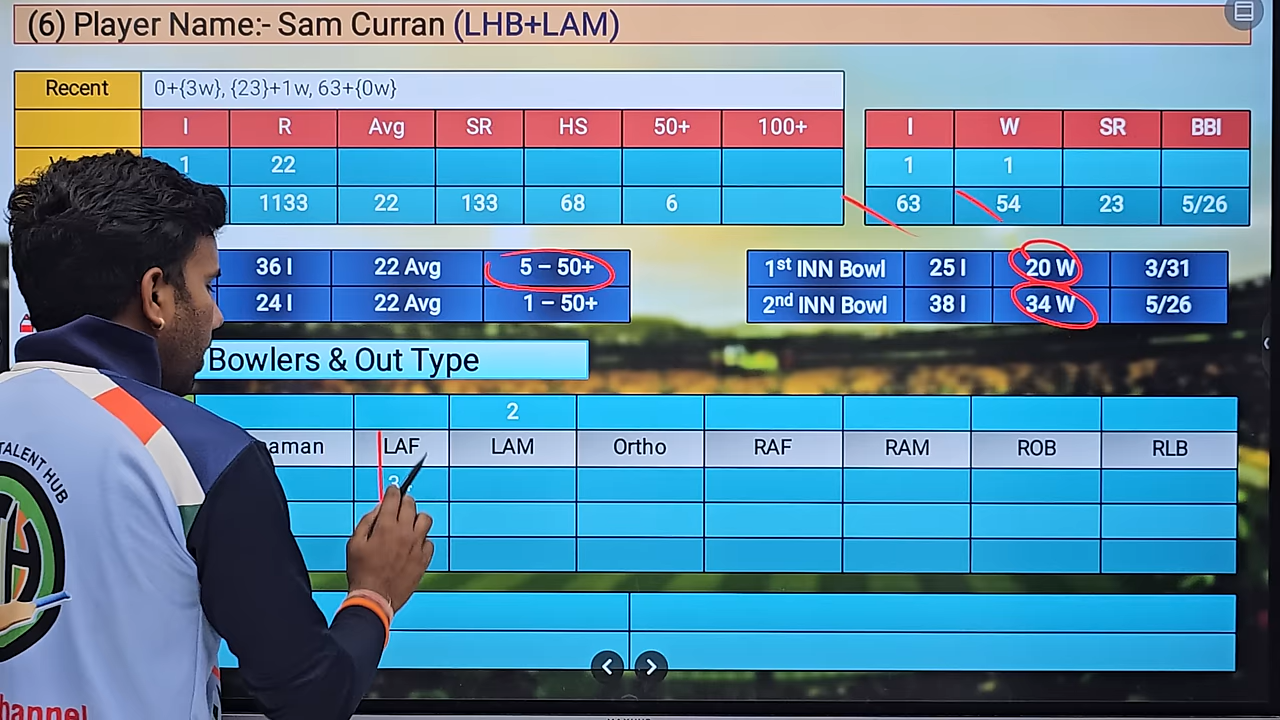 (6) Player Name:- Sam Curran (LHB+LAM)
Recent 0+{3w}, {23}+1w, 63+{0w}
I R Avg SR HS 50+ 100+ I W SR BBI
1 22 1 1
1133 22 133 68 6 63 54 23 5/26
36 I 22 Avg 5 – 50+ 1st INN Bowl 25 I 20 W 3/31
24 I 22 Avg 1 – 50+ 2nd INN Bowl 38 I 34 W 5/26
Bowlers & Out Type
2
aman LAF LAM Ortho RAF RAM ROB RLB
3
TALENT HUB
H
hannel